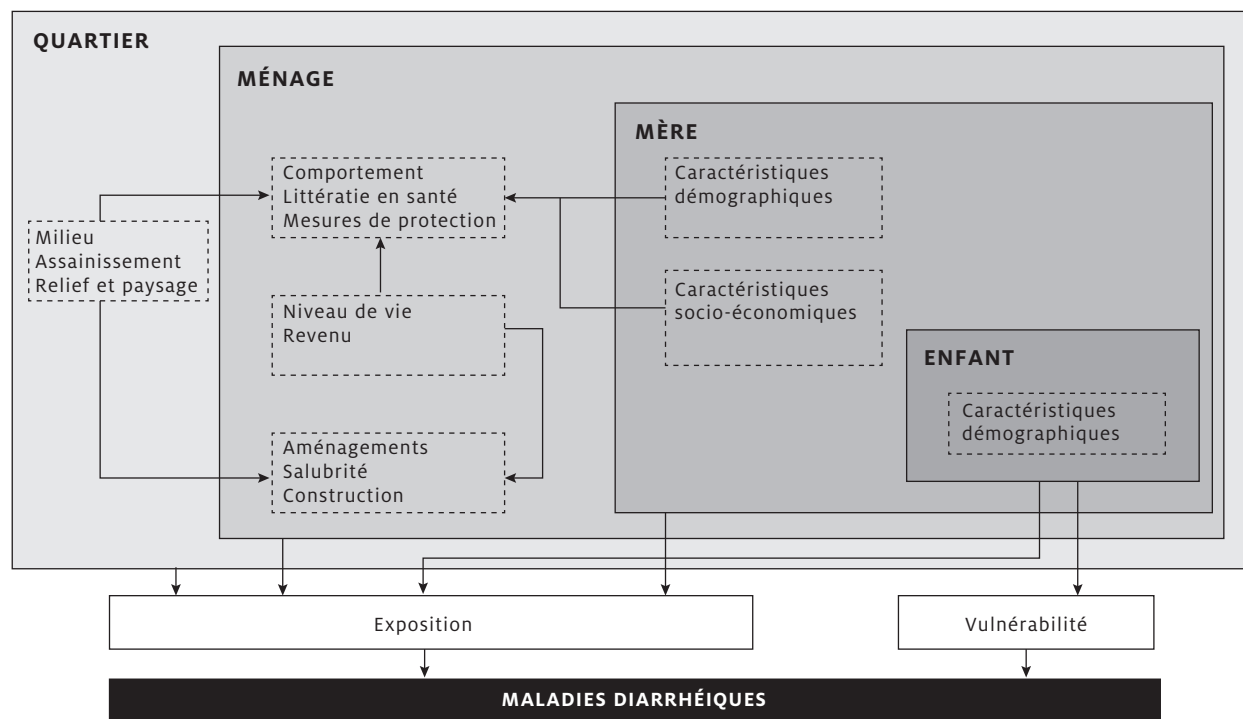 QUARTIER
MÉNAGE
MÈRE
Comportement
Littératie en santé
Mesures de protection
Caractéristiques
démographiques
Milieu
Assainissement
Relief et paysage
Niveau de vie
Revenu
Caractéristiques
socio-économiques
ENFANT
Caractéristiques
démographiques
Aménagements
Salubrité
Construction
Exposition
Vulnérabilité
MALADIES DIARRHÉIQUES